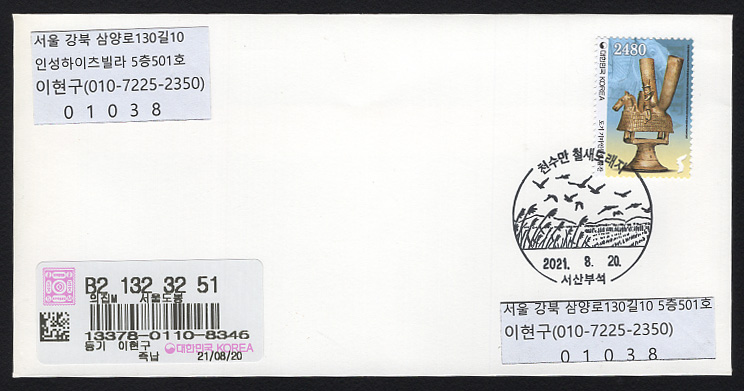 서울 강북 삼양로130길10
인성하이츠빌라 5층501호
이현구(010-7225-2350)
0 1 0 3 8
2480
대한민국 KOREA
천수만 철새도래지
2021. 8. 20.
서산부석
B2 132 32 51
의집M 서울도봉
13378-0110-8346
등기 이현구
대한민국 KOREA
즉납 21/08/20
서울 강북 삼양로130길10 5층501호
이현구(010-7225-2350)
0 1 0 3 8